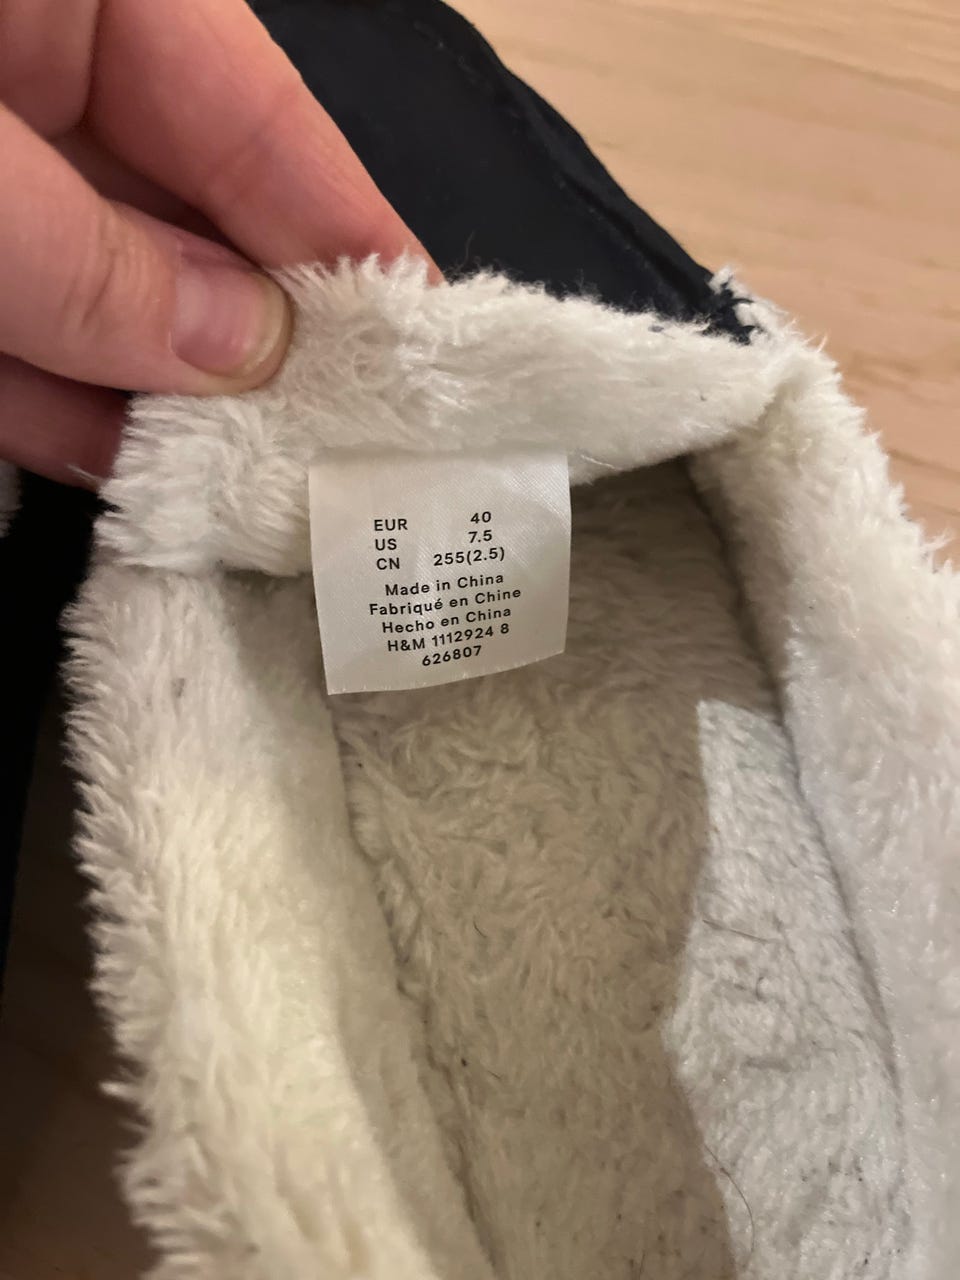 EUR 40
US 7.5
CN 255(2.5)
Made in China
Fabriqué en Chine
Hecho en China
H&M 1112924 8
626807